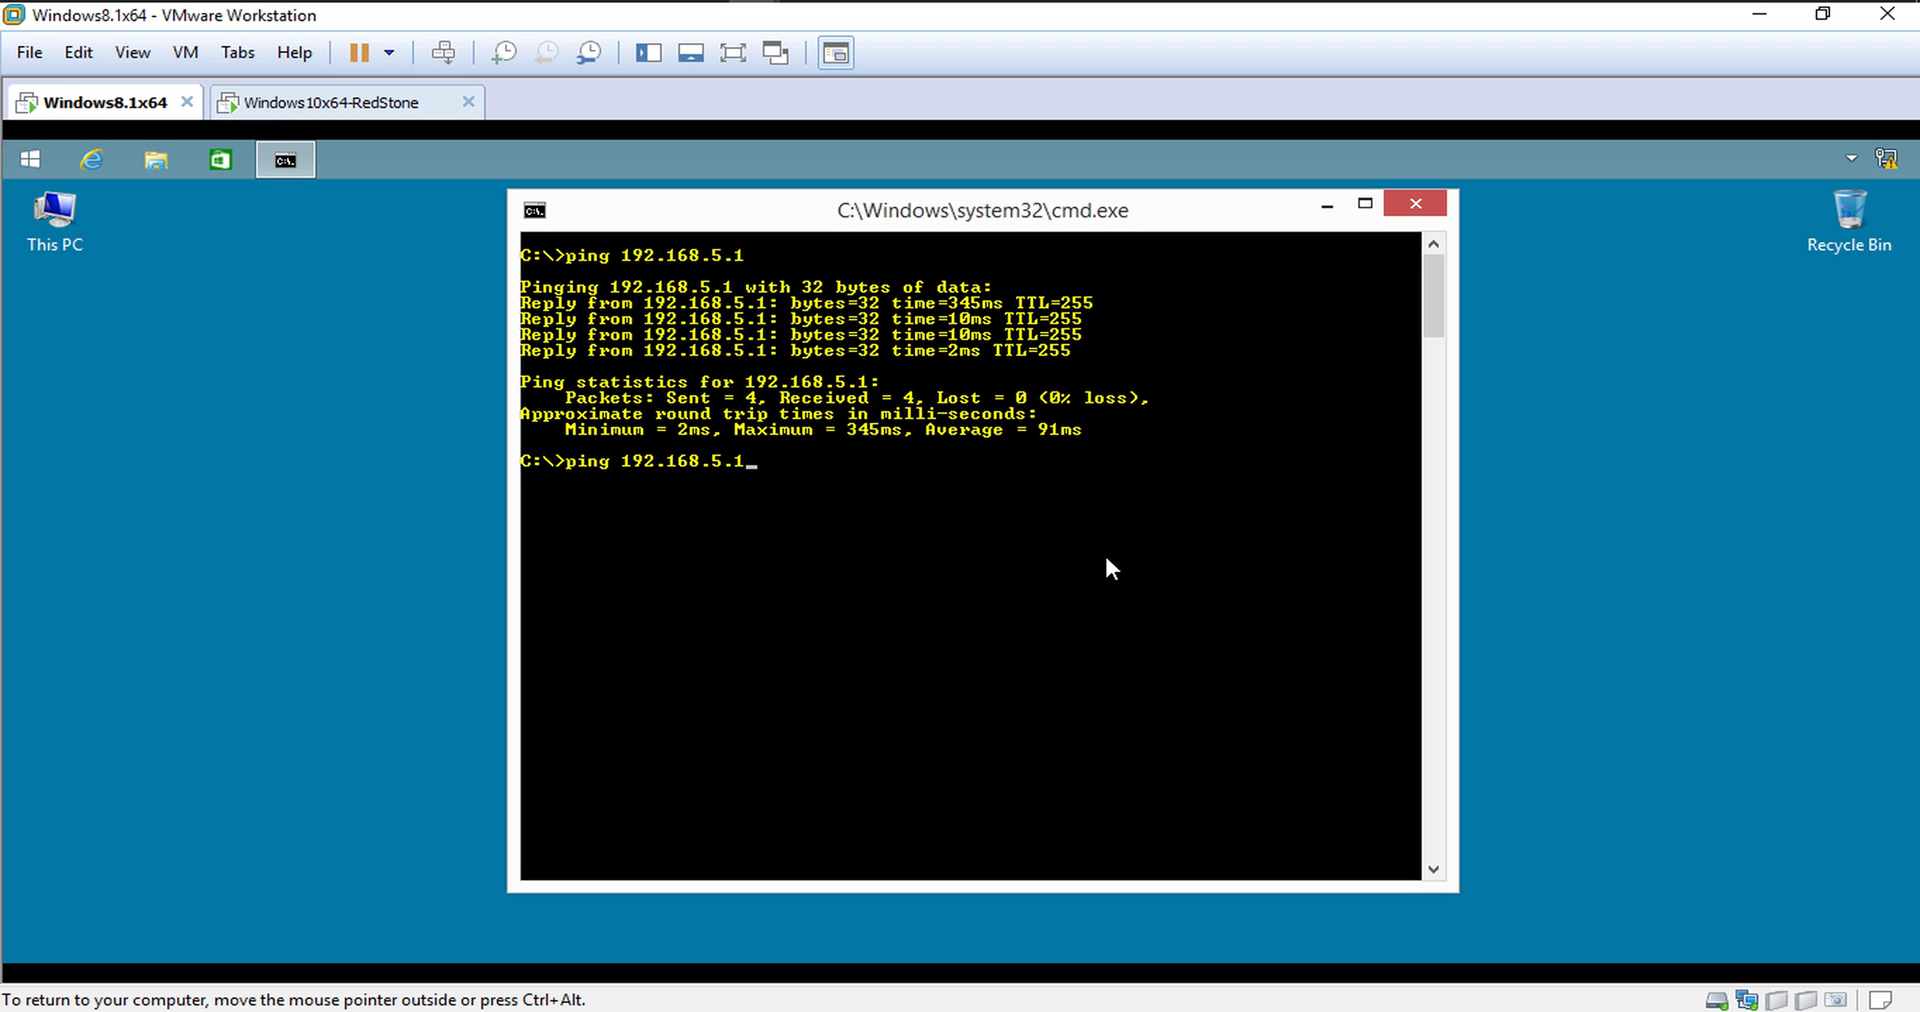 Windows8.1x64 - VMware Workstation
File Edit View VM Tabs Help
Windows8.1x64 Windows10x64-RedStone
This PC
Recycle Bin
C:\Windows\system32\cmd.exe
C:\>ping 192.168.5.1
Pinging 192.168.5.1 with 32 bytes of data:
Reply from 192.168.5.1: bytes=32 time=345ms TTL=255
Reply from 192.168.5.1: bytes=32 time=10ms TTL=255
Reply from 192.168.5.1: bytes=32 time=10ms TTL=255
Reply from 192.168.5.1: bytes=32 time=2ms TTL=255
Ping statistics for 192.168.5.1:
Packets: Sent = 4, Received = 4, Lost = 0 (0% loss),
Approximate round trip times in milli-seconds:
Minimum = 2ms, Maximum = 345ms, Average = 91ms
C:\>ping 192.168.5.1_
To return to your computer, move the mouse pointer outside or press Ctrl+Alt.